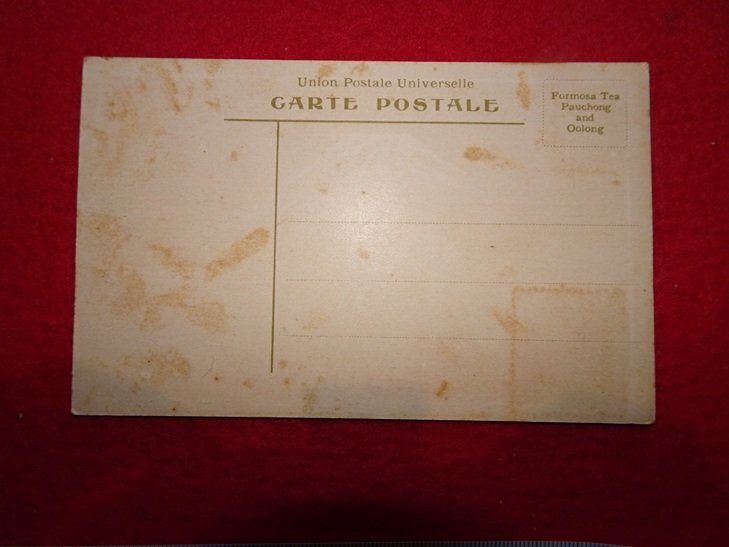 Union Postale Universelle
CARTE POSTALE
Formosa Tea
Pauchong
and
Oolong